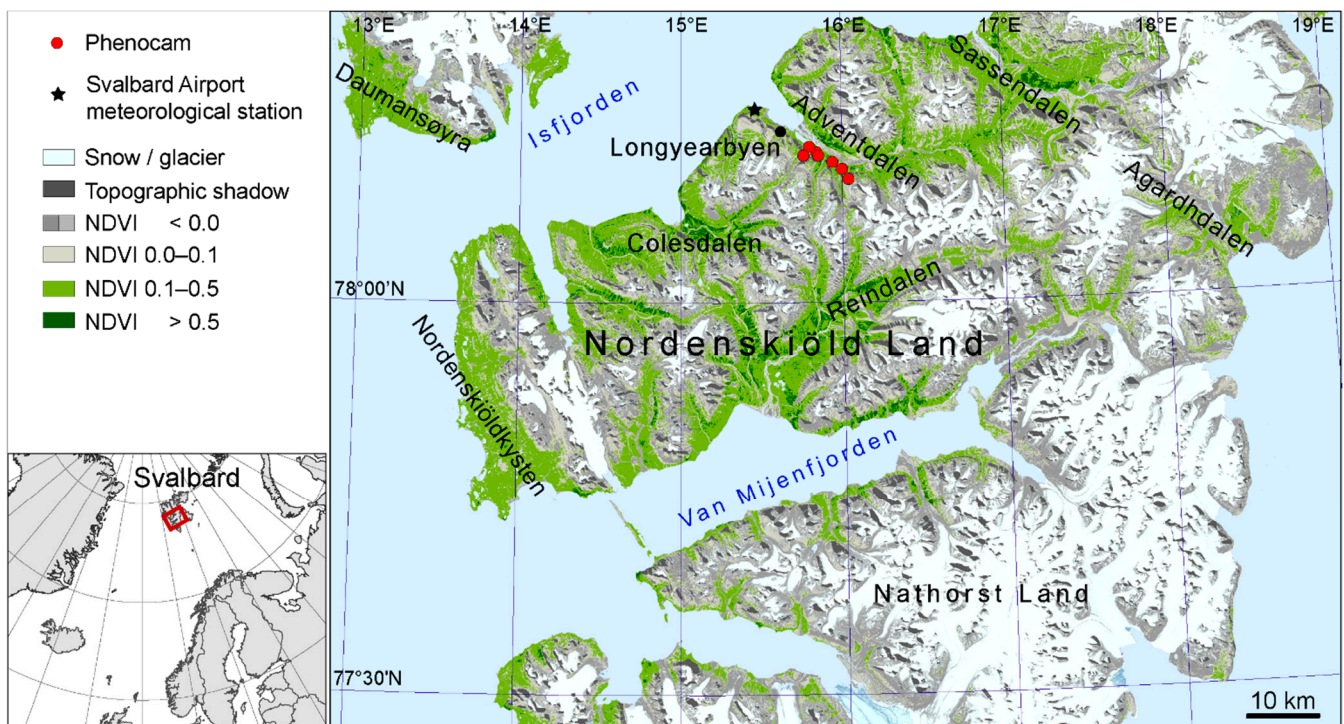 Phenocam
Svalbard Airport
meteorological station
Snow / glacier
Topographic shadow
NDVI < 0.0
NDVI 0.0–0.1
NDVI 0.1–0.5
NDVI > 0.5
Svalbard
13°E
14°E
15°E
16°E
17°E
18°E
19°E
Daumansøyra
Isfjorden
Sassendalen
Adventdalen
Longyearbyen
Agardhdalen
Colesdalen
Reindalen
78°00'N
Nordenskiöld Land
Nordenskiöldkysten
Van Mijenfjorden
Nathorst Land
77°30'N
10 km